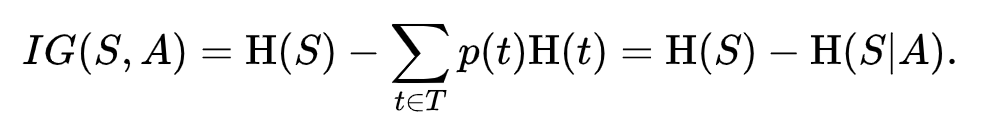 IG(S, A) = H(S) − ∑_{t∈T} p(t)H(t) = H(S) − H(S|A).